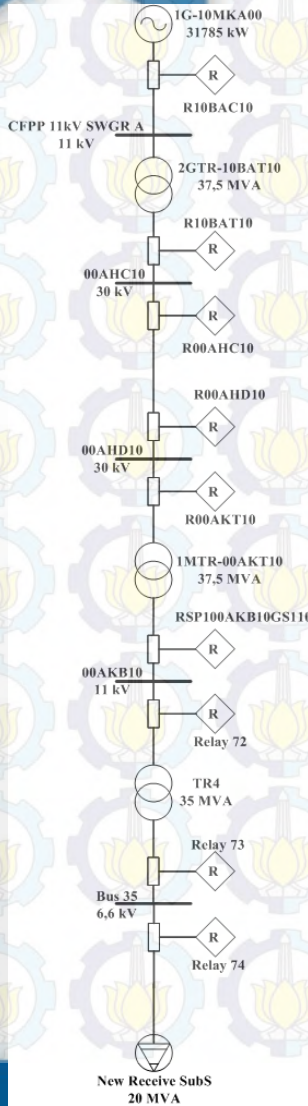 1G-10MKA00
31785 kW
R
R10BAC10
CFPP 11kV SWGR A
11 kV
2GTR-10BAT10
37,5 MVA
R10BAT10
R
00AHC10
30 kV
R
R00AHC10
R00AHD10
R
00AHD10
30 kV
R
R00AKT10
1MTR-00AKT10
37,5 MVA
RSP100AKB10GS110
R
00AKB10
11 kV
R
Relay 72
TR4
35 MVA
Relay 73
R
Bus 35
6,6 kV
R
Relay 74
New Receive SubS
20 MVA